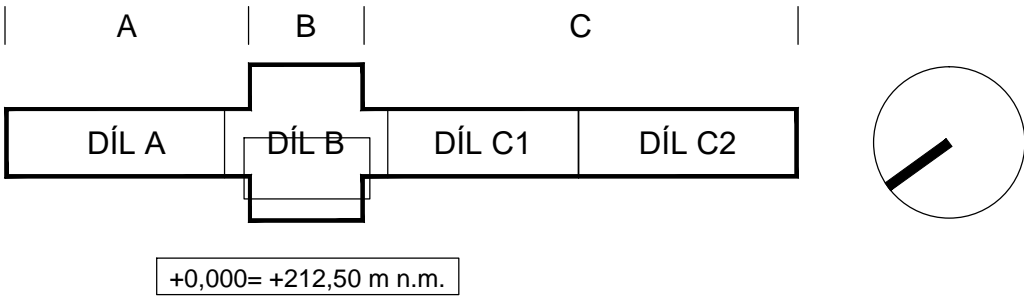 A B C
DÍL A DÍL B DÍL C1 DÍL C2
+0,000= +212,50 m n.m.